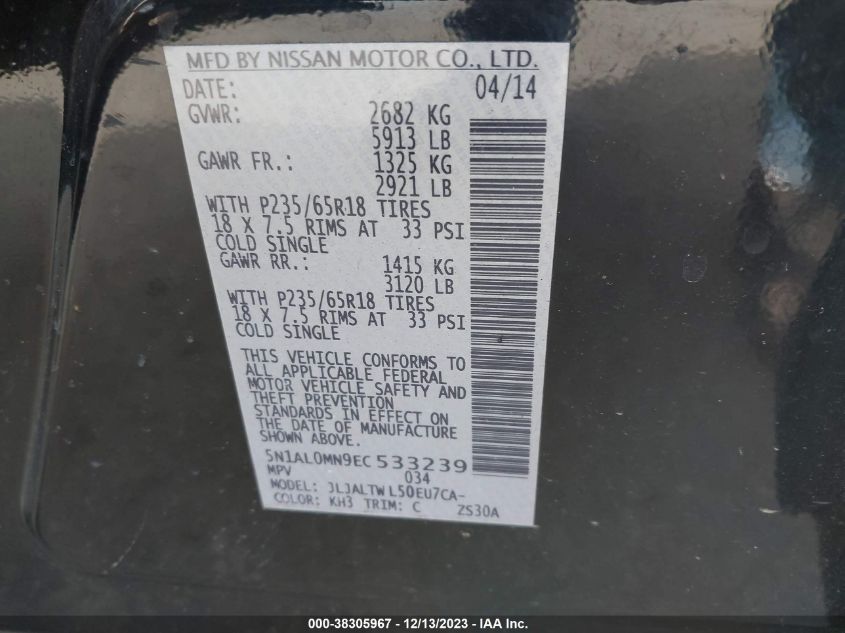 MFD BY NISSAN MOTOR CO., LTD.
DATE: 04/14
GVWR: 2682 KG
5913 LB
GAWR FR.: 1325 KG
2921 LB
WITH P235/65R18 TIRES
18 X 7.5 RIMS AT 33 PSI
COLD SINGLE
GAWR RR.: 1415 KG
3120 LB
WITH P235/65R18 TIRES
18 X 7.5 RIMS AT 33 PSI
COLD SINGLE
THIS VEHICLE CONFORMS TO
ALL APPLICABLE FEDERAL
MOTOR VEHICLE SAFETY AND
THEFT PREVENTION
STANDARDS IN EFFECT ON
THE DATE OF MANUFACTURE
SHOWN ABOVE.
5N1AL0MN9EC533239
MPV 034
MODEL: JLJALTWL50EU7CA-
COLOR: KH3 TRIM: C ZS30A
000-38305967 - 12/13/2023 - IAA Inc.